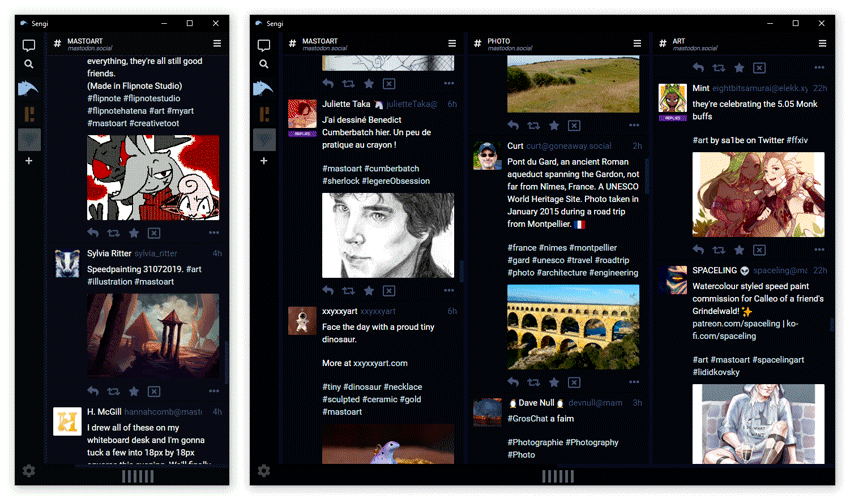 Sengi
# MASTOART
mastodon.social
everything, they're all still good
friends.
(Made in Flipnote Studio)
#flipnote #flipnotestudio
#flipnotehatena #art #myart
#mastoart #creativetoot
Sylvia Ritter sylvia_ritter 4h
Speedpainting 31072019. #art
#illustration #mastoart
H. McGill hannahcomb@mast 4h
I drew all of these on my
whiteboard desk and I'm gonna
tuck a few into 18px by 18px
Sengi
# MASTOART
mastodon.social
Juliette Taka julietteTaka@ 6h
REPLIES
J'ai dessiné Benedict
Cumberbatch hier. Un peu de
pratique au crayon !
#mastoart #cumberbatch
#sherlock #legereObsession
xxyxxyart xxyxxyart 6h
Face the day with a proud tiny
dinosaur.
More at xxyxxyart.com
#tiny #dinosaur #necklace
#sculpted #ceramic #gold
#mastoart
# PHOTO
mastodon.social
Curt curt@goneaway.social 2h
Pont du Gard, an ancient Roman
aqueduct spanning the Gardon, not
far from Nîmes, France. A UNESCO
World Heritage Site. Photo taken in
January 2015 during a road trip
from Montpellier. 🇫🇷
#france #nimes #montpellier
#gard #unesco #travel #roadtrip
#photo #architecture #engineering
🐧Dave Null🐧 devnull@mam 3h
#GrosChat a faim
#Photographie #Photography
#Photo
# ART
mastodon.social
Mint eightbitsamurai@elekk.xy 22h
REPLIES
they're celebrating the 5.05 Monk
buffs
#art by sa1be on Twitter #ffxiv
SPACELING 👽 spaceling@ma 22h
Watercolour styled speed paint
commission for Calleo of a friend's
Grindelwald! ✨
patreon.com/spaceling | ko-
fi.com/spaceling
#art #mastoart #spacelingart
#lididkovsky